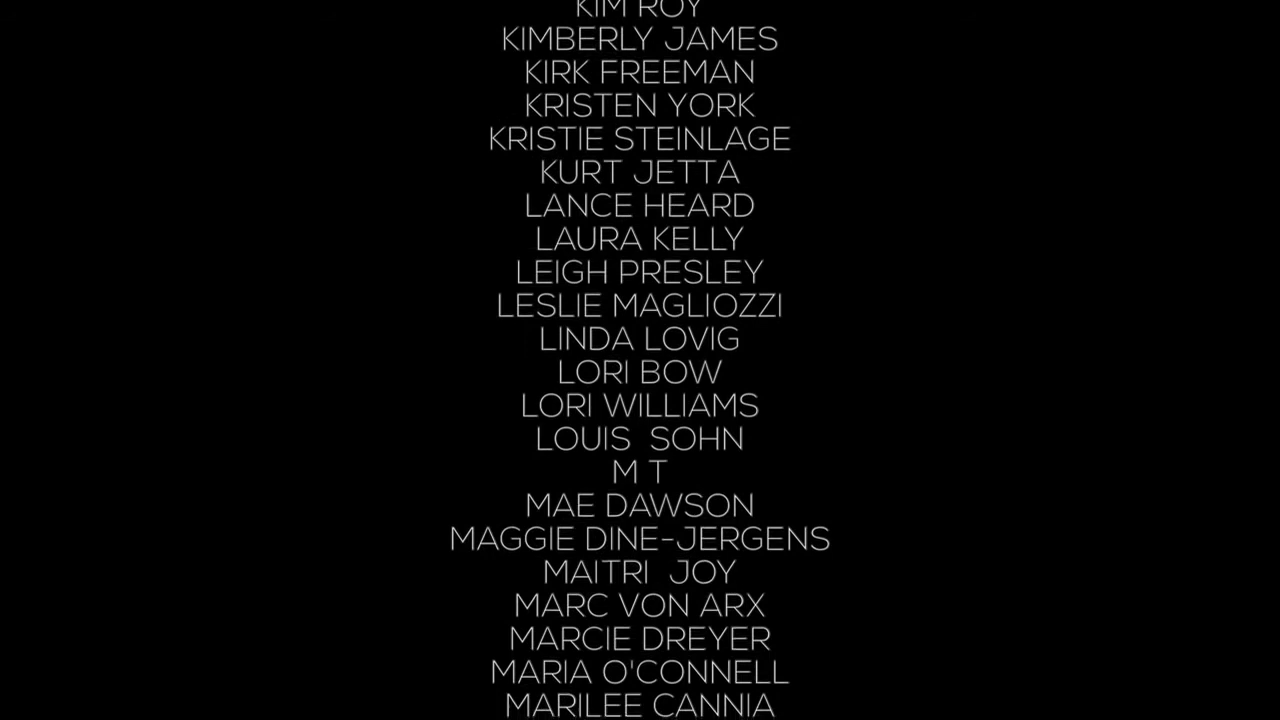 KIM ROY
KIMBERLY JAMES
KIRK FREEMAN
KRISTEN YORK
KRISTIE STEINLAGE
KURT JETTA
LANCE HEARD
LAURA KELLY
LEIGH PRESLEY
LESLIE MAGLIOZZI
LINDA LOVIG
LORI BOW
LORI WILLIAMS
LOUIS  SOHN
M T
MAE DAWSON
MAGGIE DINE-JERGENS
MAITRI  JOY
MARC VON ARX
MARCIE DREYER
MARIA O'CONNELL
MARILEE CANNIA